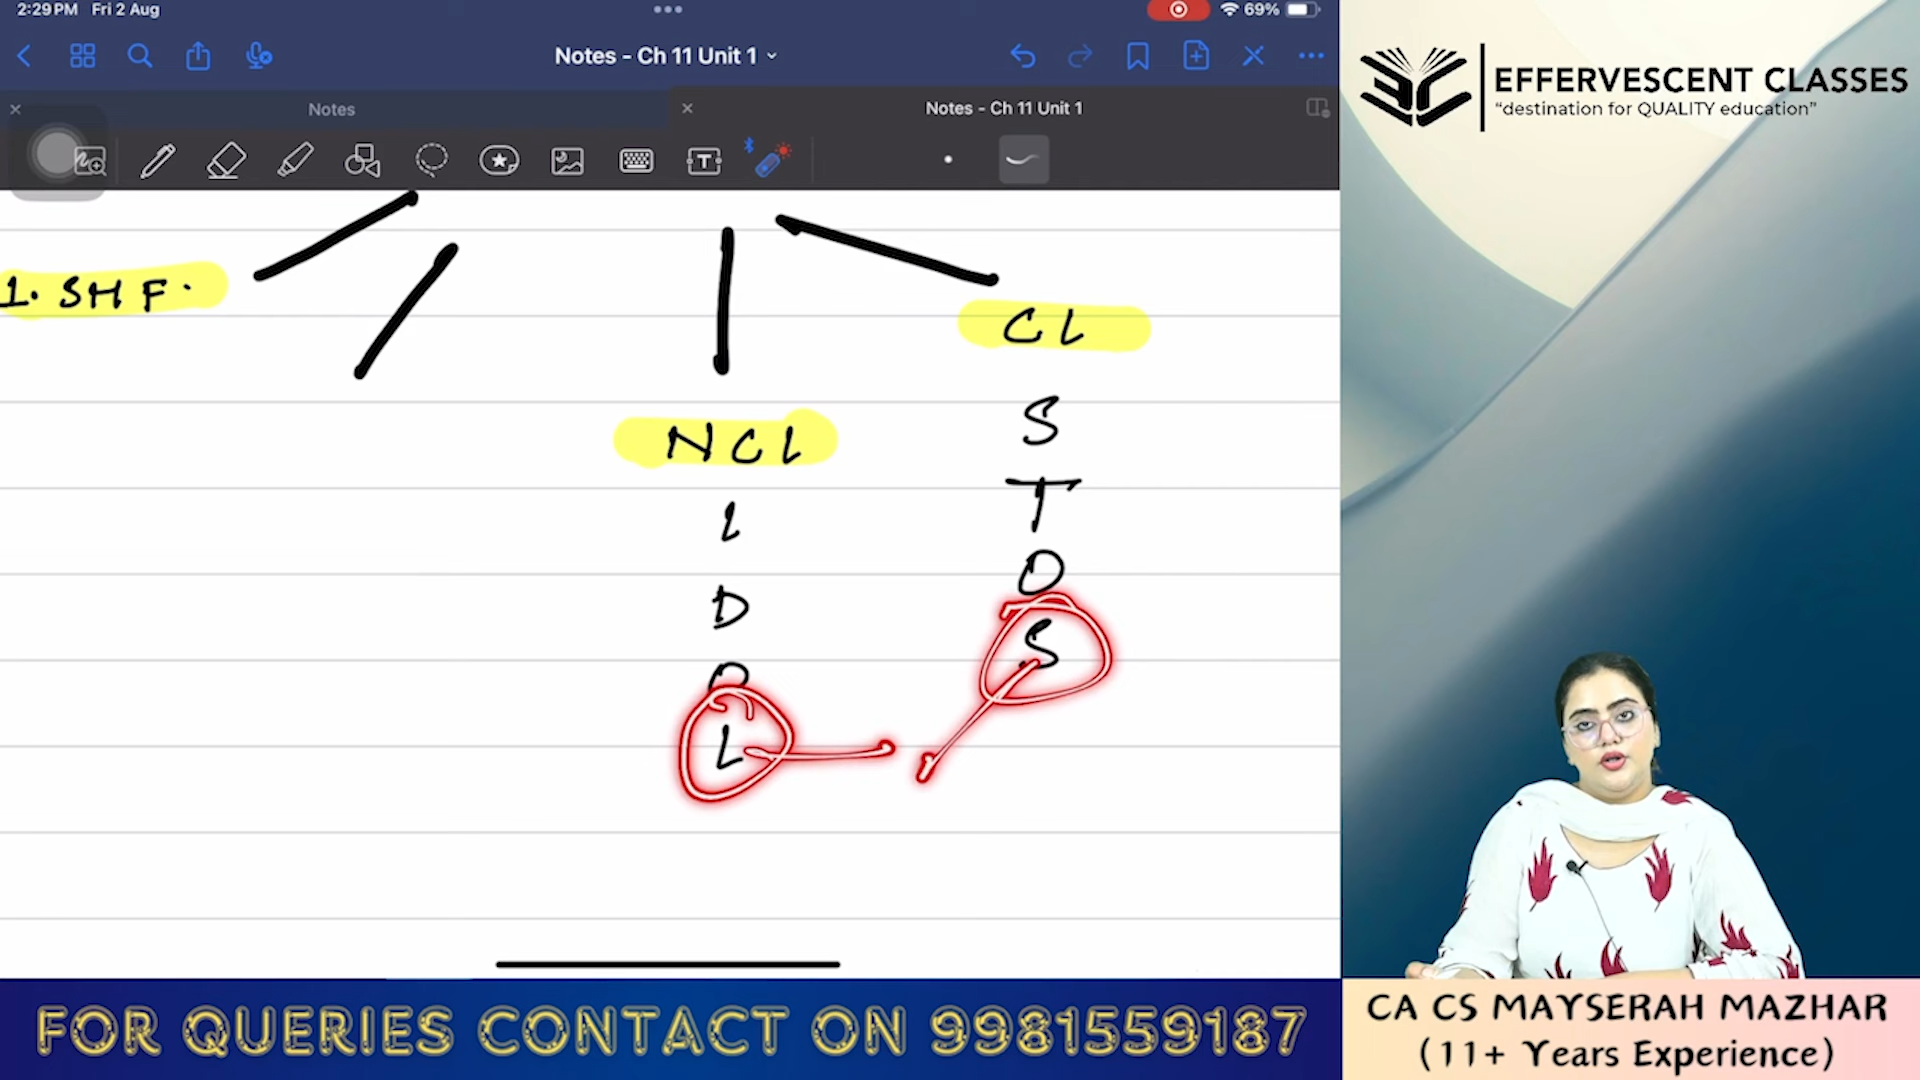 2:29PM Fri 2 Aug
69%
Notes - Ch 11 Unit 1
Notes
Notes - Ch 11 Unit 1
T
1. SHF.
CL
S
T
O
S
NCL
L
D
O
L
EFFERVESCENT CLASSES
"destination for QUALITY education"
FOR QUERIES CONTACT ON 9981559187
CA CS MAYSERAH MAZHAR
(11+ Years Experience)